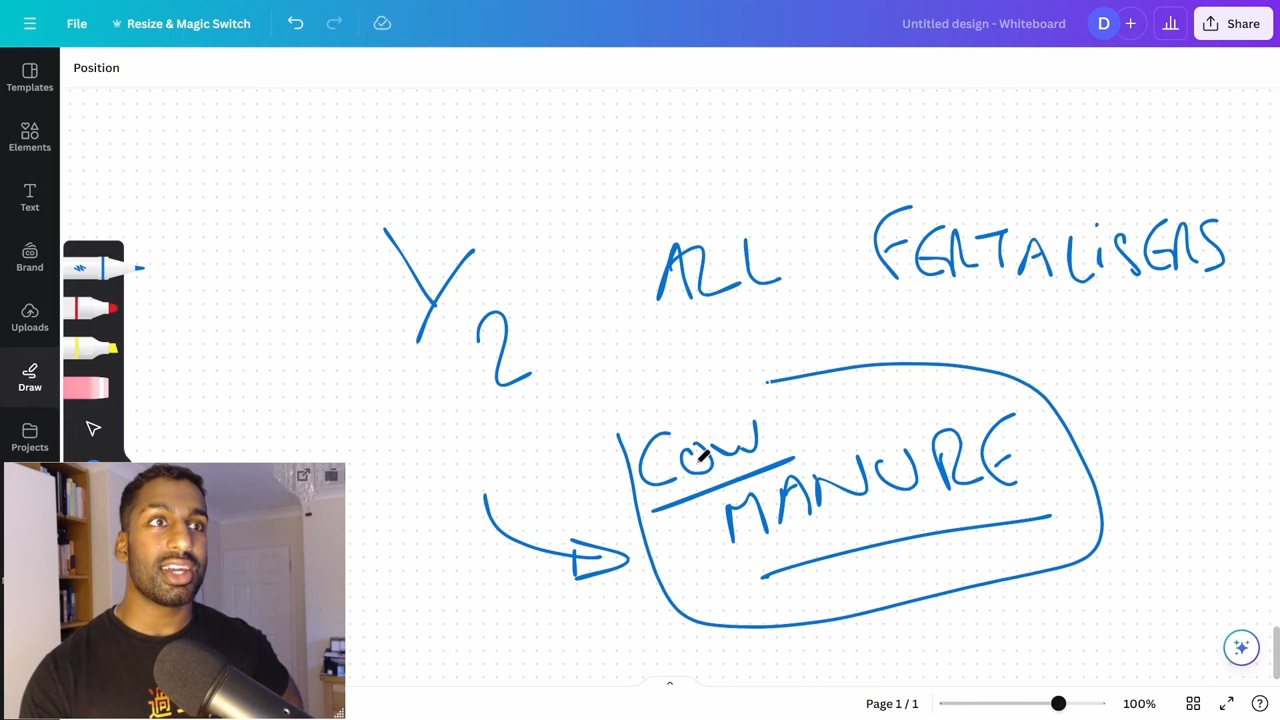 File
Resize & Magic Switch
Untitled design - Whiteboard
D
Share
Position
Templates
Elements
Text
Brand
Uploads
Draw
Projects
Y2
ALL FERTALISERS
COW
MANURE
Page 1 / 1
100%